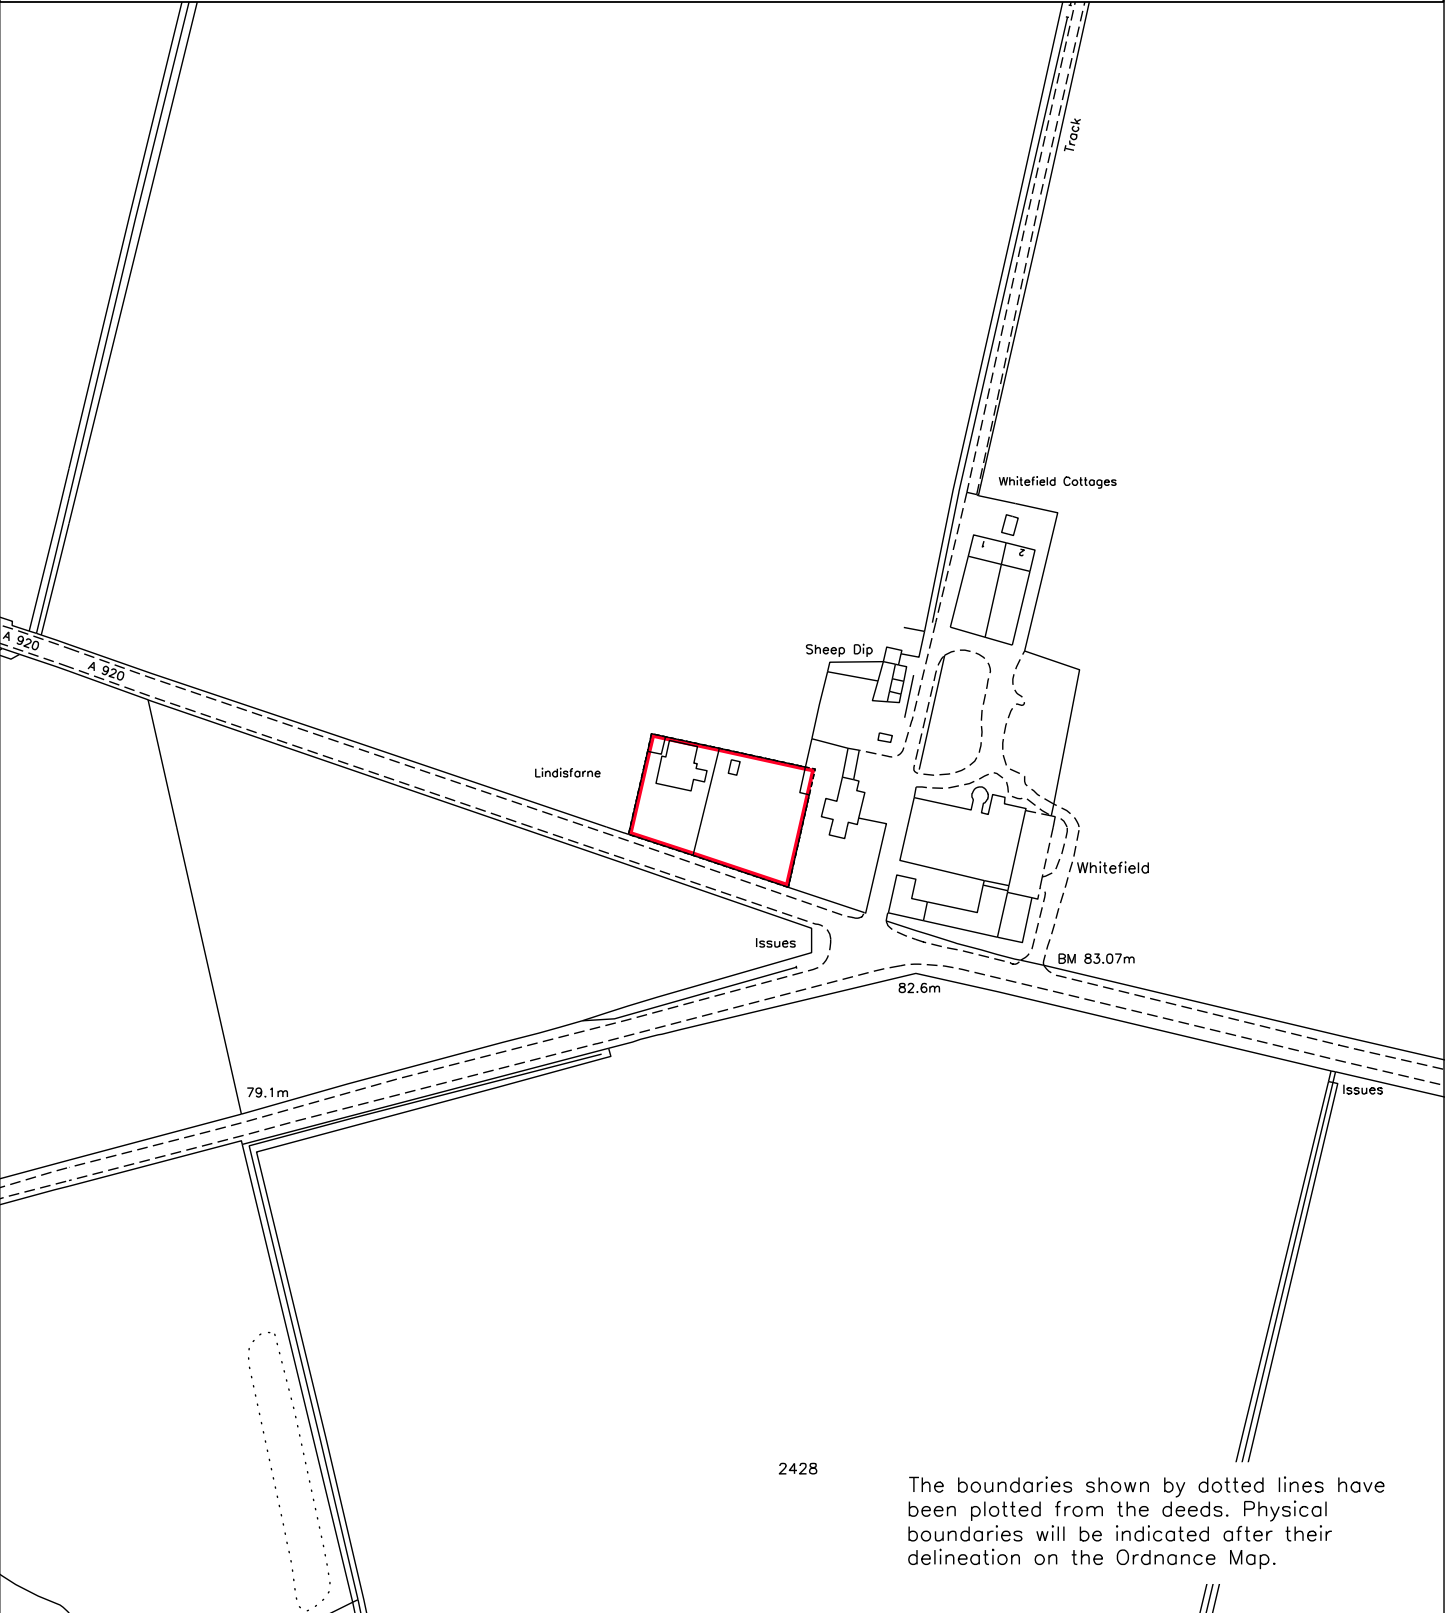 Track
Whitefield Cottages
1
2
Sheep Dip
A 920
A 920
Lindisfarne
Whitefield
Issues
BM 83.07m
82.6m
79.1m
Issues
2428
The boundaries shown by dotted lines have
been plotted from the deeds. Physical
boundaries will be indicated after their
delineation on the Ordnance Map.